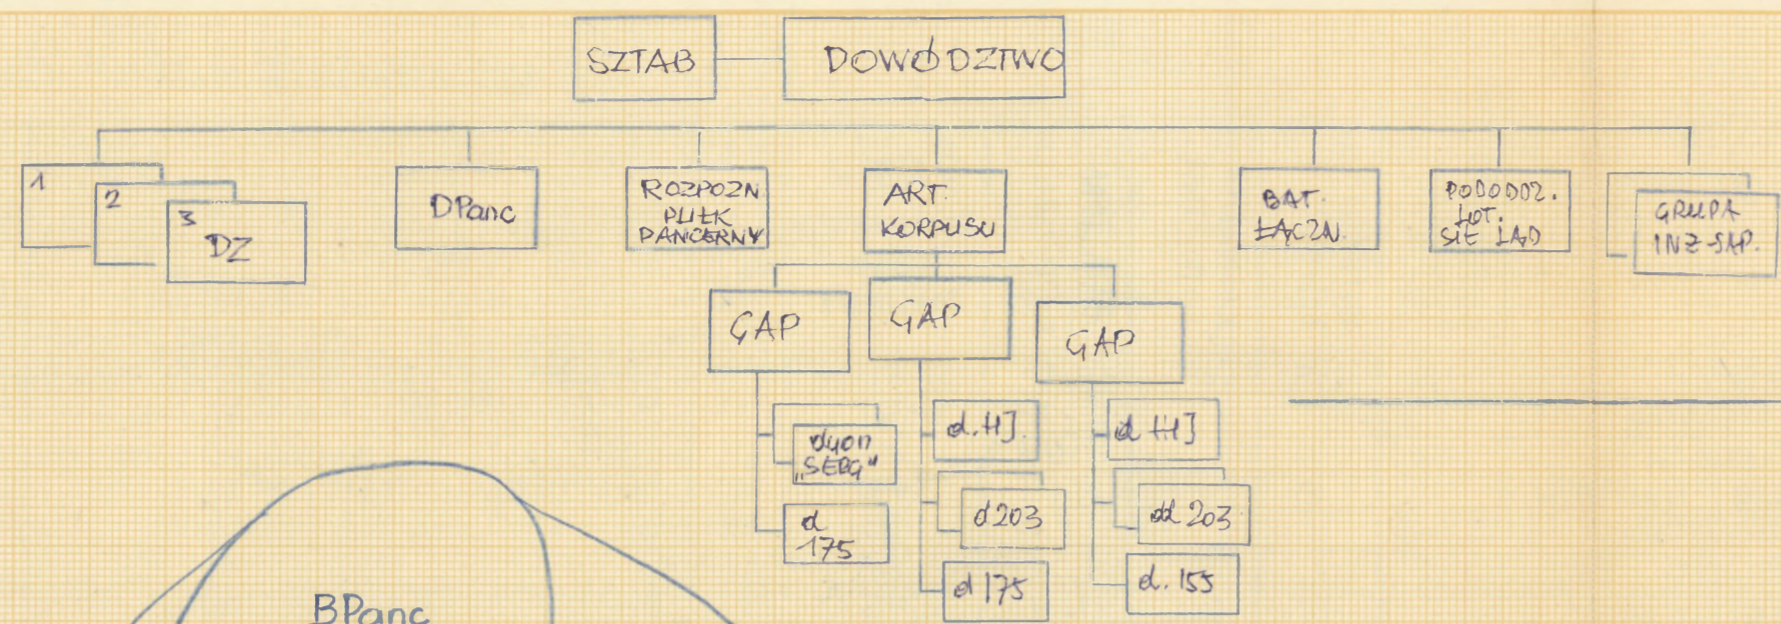 SZTAB
DOWÓDZTWO
1
2
3
DZ
DPanc
ROZPOZN
PUŁK
PANCERNY
ART.
KORPUSU
BAT.
ŁĄCZN.
PODODDZ.
LOT.
SIŁ LĄD
GRUPA
INŻ-SAP.
GAP
GAP
GAP
dyon
„SERG"
d
175
d. HJ.
d 203
d 175
d HJ
dd 203
d. 155
BPanc